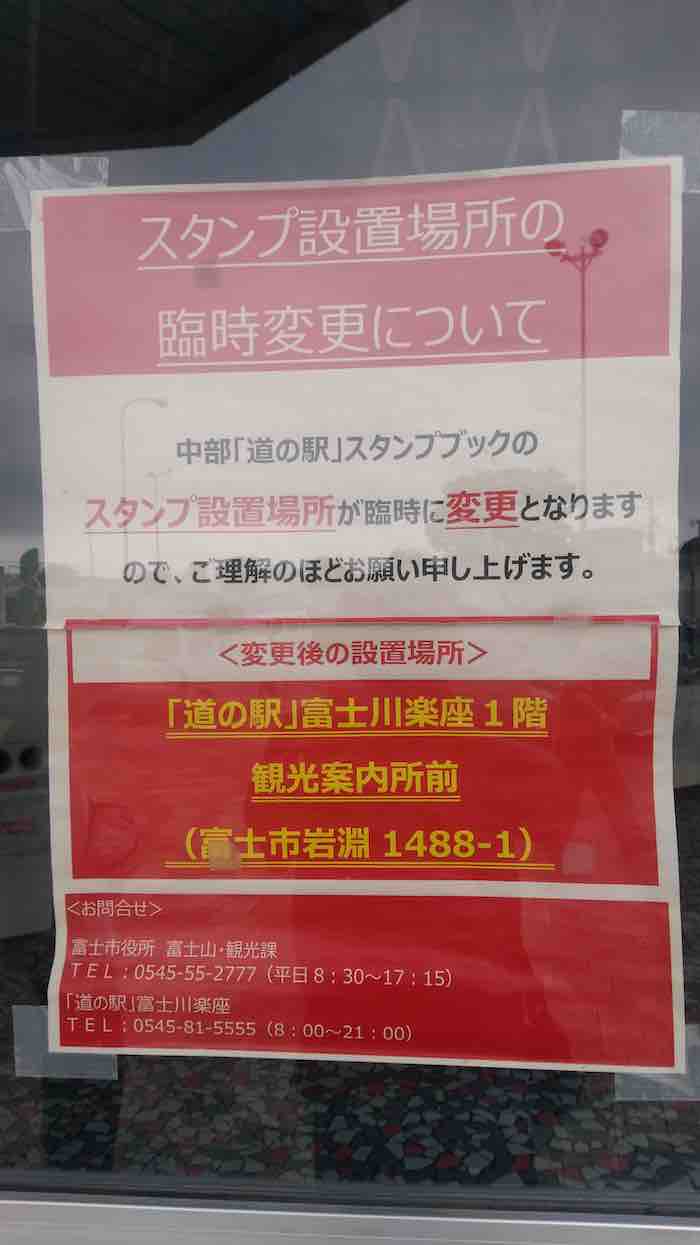 スタンプ設置場所の
臨時変更について
中部「道の駅」スタンプブックの
スタンプ設置場所が臨時に変更となります
ので、ご理解のほどお願い申し上げます。
＜変更後の設置場所＞
「道の駅」富士川楽座１階
観光案内所前
（富士市岩淵 1488-1）
＜お問合せ＞
富士市役所 富士山・観光課
ＴＥＬ：0545-55-2777（平日８：30～17：15）
「道の駅」富士川楽座
ＴＥＬ：0545-81-5555（８：00～21：00）